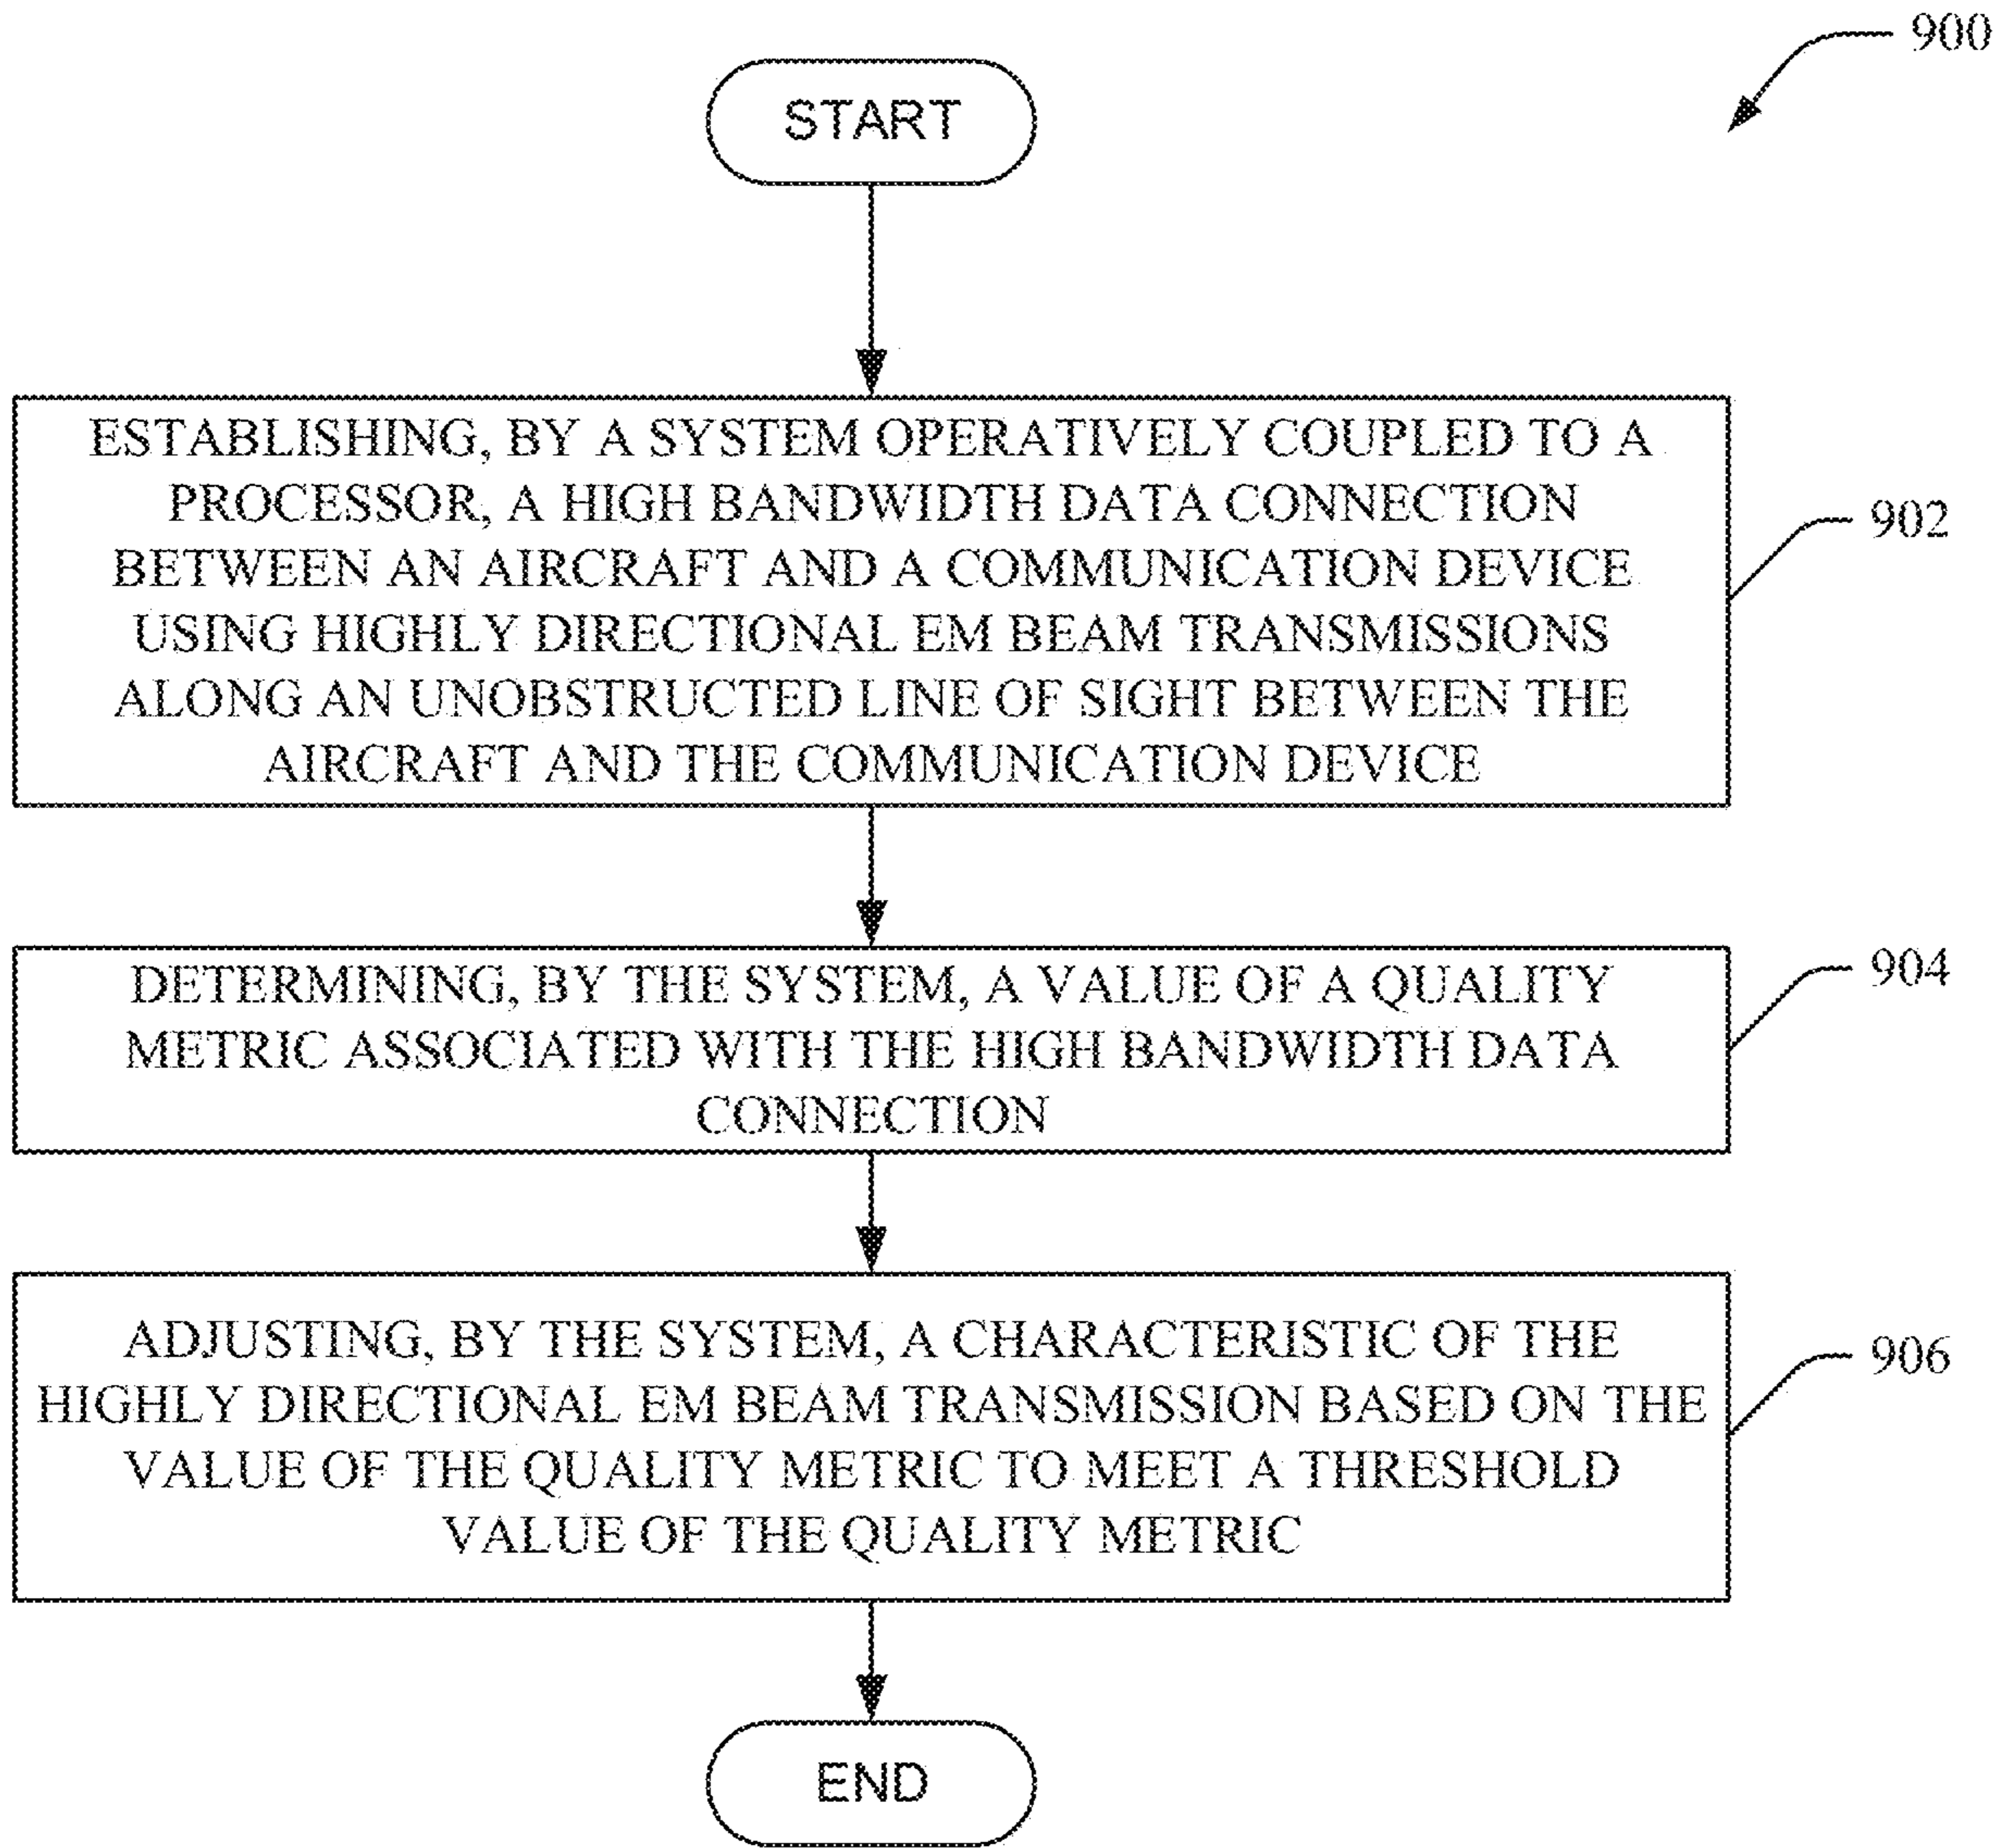 900
START
ESTABLISHING, BY A SYSTEM OPERATIVELY COUPLED TO A
PROCESSOR, A HIGH BANDWIDTH DATA CONNECTION
BETWEEN AN AIRCRAFT AND A COMMUNICATION DEVICE
USING HIGHLY DIRECTIONAL EM BEAM TRANSMISSIONS
ALONG AN UNOBSTRUCTED LINE OF SIGHT BETWEEN THE
AIRCRAFT AND THE COMMUNICATION DEVICE
902
DETERMINING, BY THE SYSTEM, A VALUE OF A QUALITY
METRIC ASSOCIATED WITH THE HIGH BANDWIDTH DATA
CONNECTION
904
ADJUSTING, BY THE SYSTEM, A CHARACTERISTIC OF THE
HIGHLY DIRECTIONAL EM BEAM TRANSMISSION BASED ON THE
VALUE OF THE QUALITY METRIC TO MEET A THRESHOLD
VALUE OF THE QUALITY METRIC
906
END